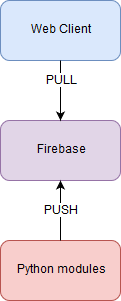 Web Client
PULL
Firebase
PUSH
Python modules